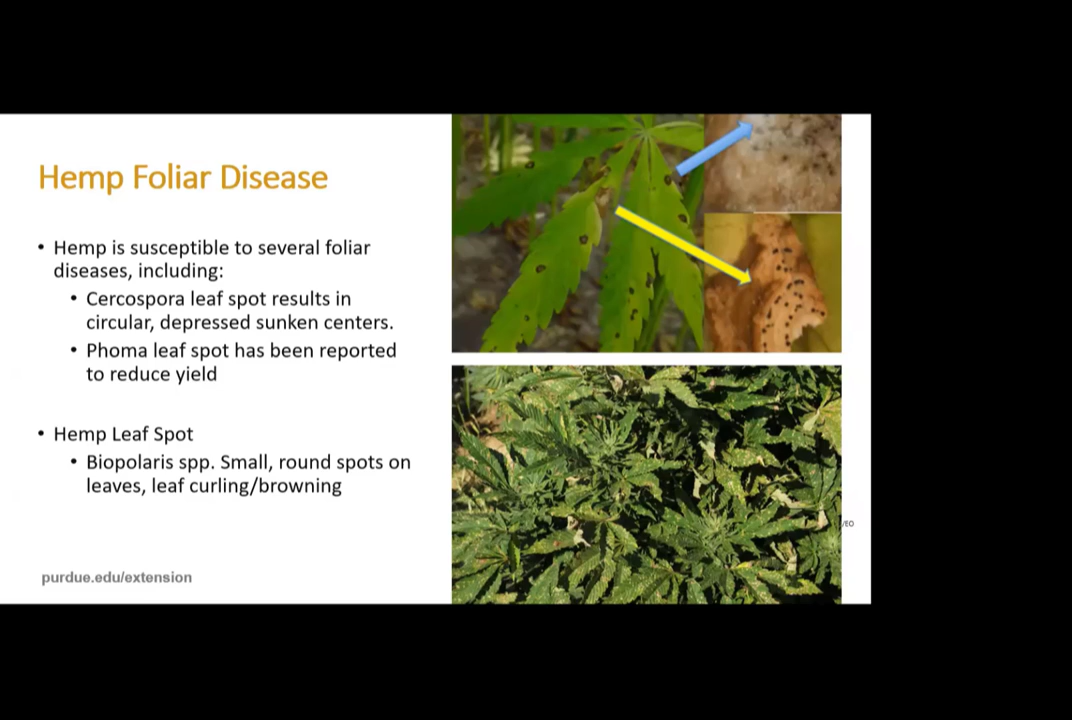 Hemp Foliar Disease
• Hemp is susceptible to several foliar
diseases, including:
• Cercospora leaf spot results in
circular, depressed sunken centers.
• Phoma leaf spot has been reported
to reduce yield
• Hemp Leaf Spot
• Biopolaris spp. Small, round spots on
leaves, leaf curling/browning
purdue.edu/extension